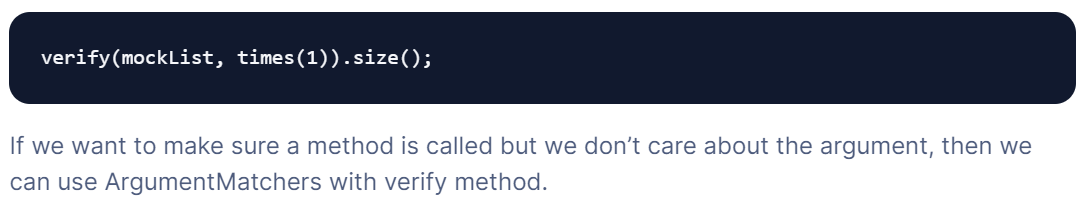 verify(mockList, times(1)).size();
If we want to make sure a method is called but we don’t care about the argument, then we
can use ArgumentMatchers with verify method.